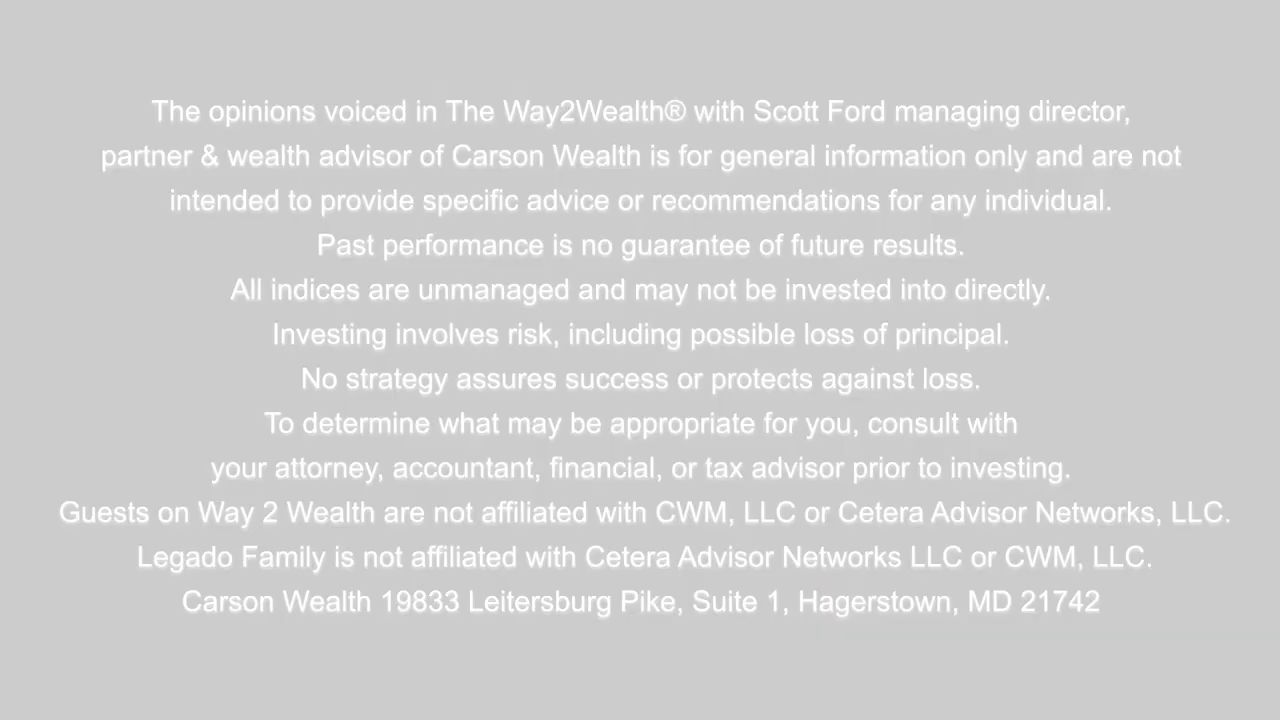 The opinions voiced in The Way2Wealth® with Scott Ford managing director,
partner & wealth advisor of Carson Wealth is for general information only and are not
intended to provide specific advice or recommendations for any individual.
Past performance is no guarantee of future results.
All indices are unmanaged and may not be invested into directly.
Investing involves risk, including possible loss of principal.
No strategy assures success or protects against loss.
To determine what may be appropriate for you, consult with
your attorney, accountant, financial, or tax advisor prior to investing.
Guests on Way 2 Wealth are not affiliated with CWM, LLC or Cetera Advisor Networks, LLC.
Legado Family is not affiliated with Cetera Advisor Networks LLC or CWM, LLC.
Carson Wealth 19833 Leitersburg Pike, Suite 1, Hagerstown, MD 21742